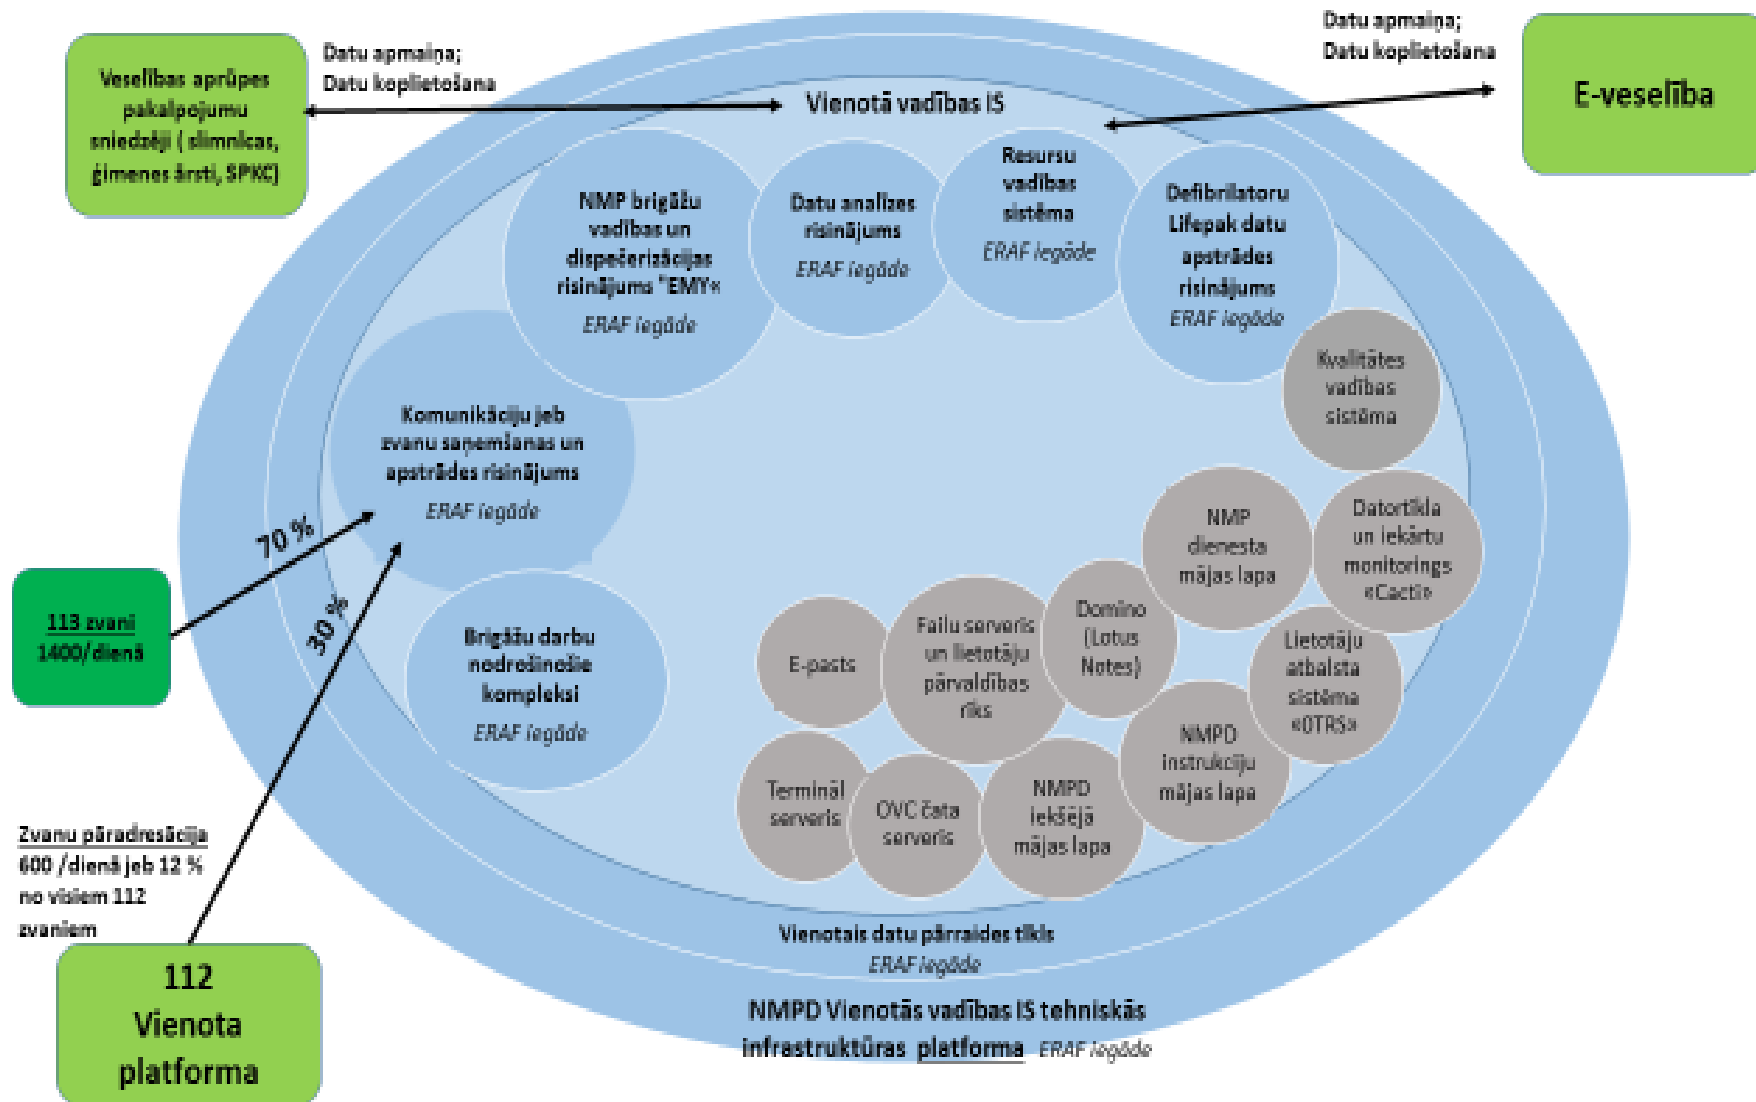 Veselības aprūpes
pakalpojumu
sniedzēji ( slimnīcas,
ģimenes ārsti, SPKC)
Datu apmaiņa;
Datu koplietošana
Datu apmaiņa;
Datu koplietošana
E-veselība
Vienotā vadības IS
NMP brigāžu
vadības un
dispečerizācijas
risinājums "EMY«
ERAF iegāde
Datu analīzes
risinājums
ERAF iegāde
Resursu
vadības
sistēma
ERAF iegāde
Defibrilatoru
Lifepak datu
apstrādes
risinājums
ERAF iegāde
Kvalitātes
vadības
sistēma
Komunikāciju jeb
zvanu saņemšanas un
apstrādes risinājums
ERAF iegāde
70 %
30 %
113 zvani
1400/dienā
Brigāžu darbu
nodrošinošie
kompleksi
ERAF iegāde
NMP
dienesta
mājas lapa
Datortīkla
un iekārtu
monitorings
«Cacti»
E-pasts
Failu serveris
un lietotāju
pārvaldības
rīks
Domino
(Lotus
Notes)
Lietotāju
atbalsta
sistēma
«OTRS»
Termināl
serveris
OVC čata
serveris
NMPD
iekšējā
mājas lapa
NMPD
instrukciju
mājas lapa
Zvanu pāradresācija
600 /dienā jeb 12 %
no visiem 112
zvaniem
112
Vienota
platforma
Vienotais datu pārraides tīkls
ERAF iegāde
NMPD Vienotās vadības IS tehniskās
infrastruktūras platforma ERAF iegāde